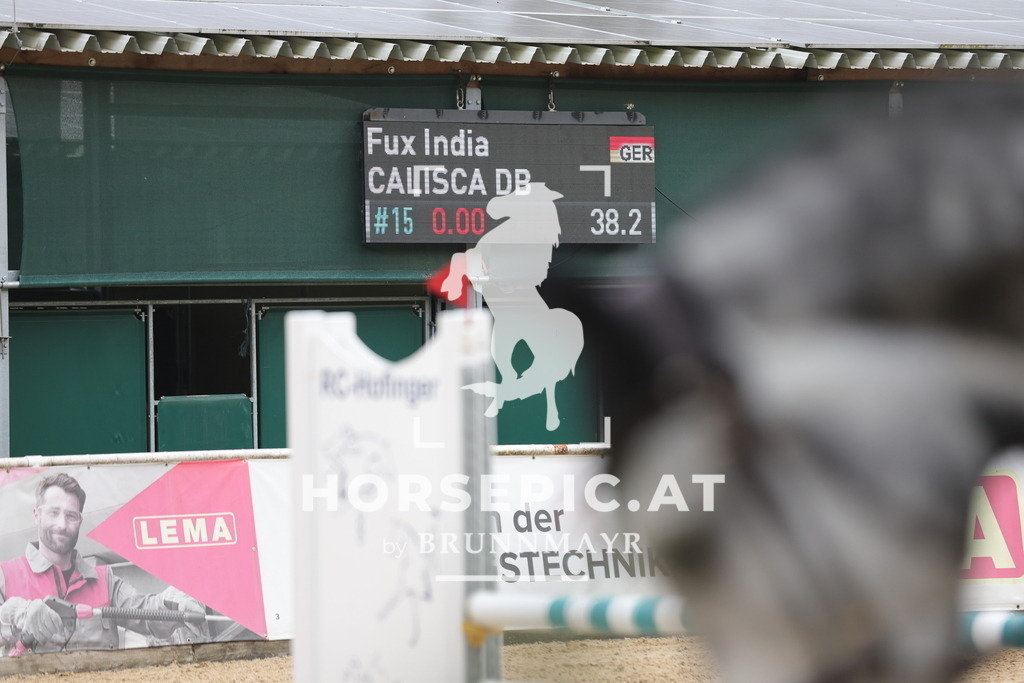 Fux India
GER
CALISCA DB
#15 0.00 38.2
RC-Hofinger
HORSEPIC.AT
LEMA
n der
by BRUNNMAYR
STECHNIK
3
A